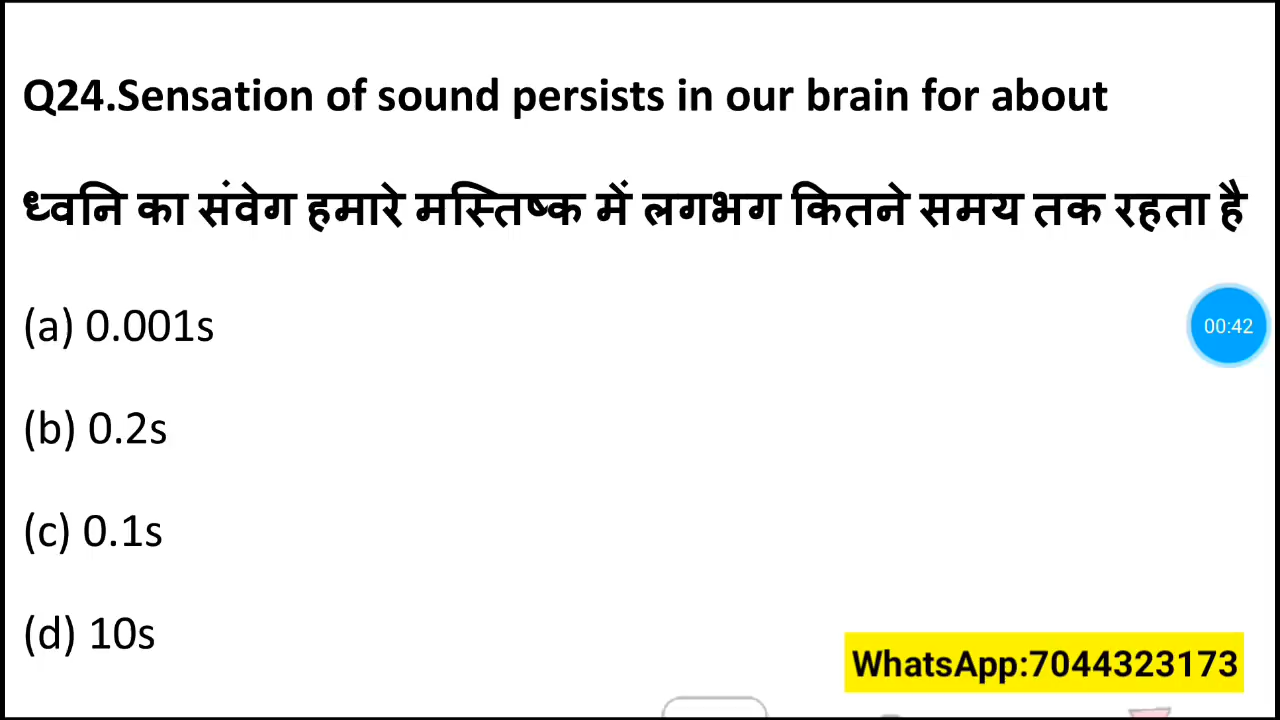 Q24.Sensation of sound persists in our brain for about
ध्वनि का संवेग हमारे मस्तिष्क में लगभग कितने समय तक रहता है
(a) 0.001s
00:42
(b) 0.2s
(c) 0.1s
(d) 10s
WhatsApp:7044323173